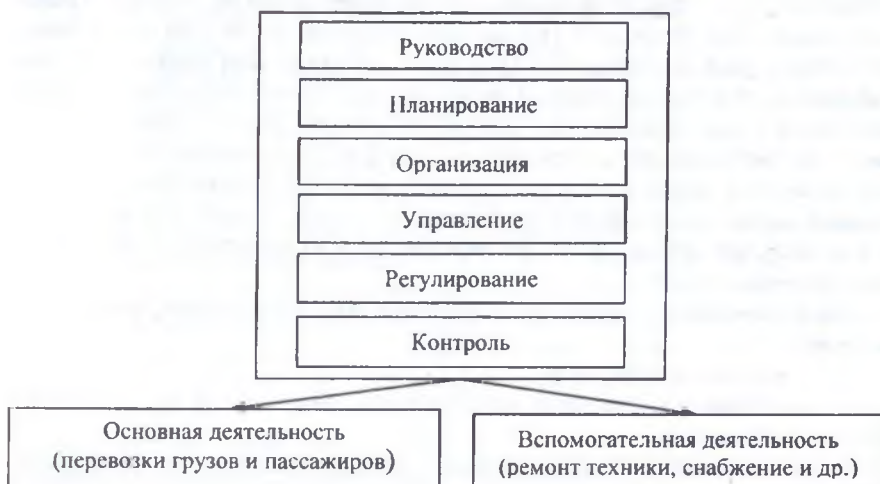 Руководство
Планирование
Организация
Управление
Регулирование
Контроль
Основная деятельность
(перевозки грузов и пассажиров)
Вспомогательная деятельность
(ремонт техники, снабжение и др.)